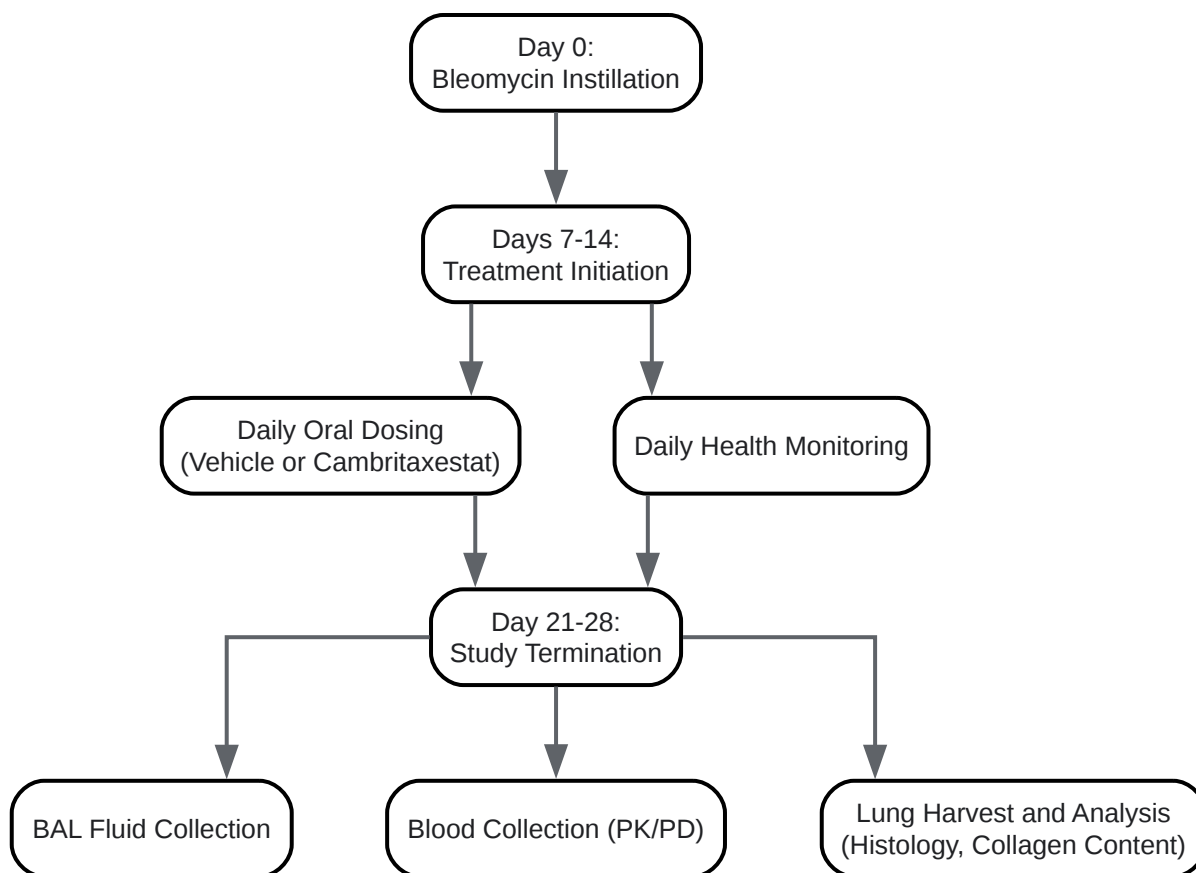 Day 0:
Bleomycin Instillation
Days 7-14:
Treatment Initiation
Daily Oral Dosing
(Vehicle or Cambritaxestat)
Daily Health Monitoring
Day 21-28:
Study Termination
BAL Fluid Collection
Blood Collection (PK/PD)
Lung Harvest and Analysis
(Histology, Collagen Content)